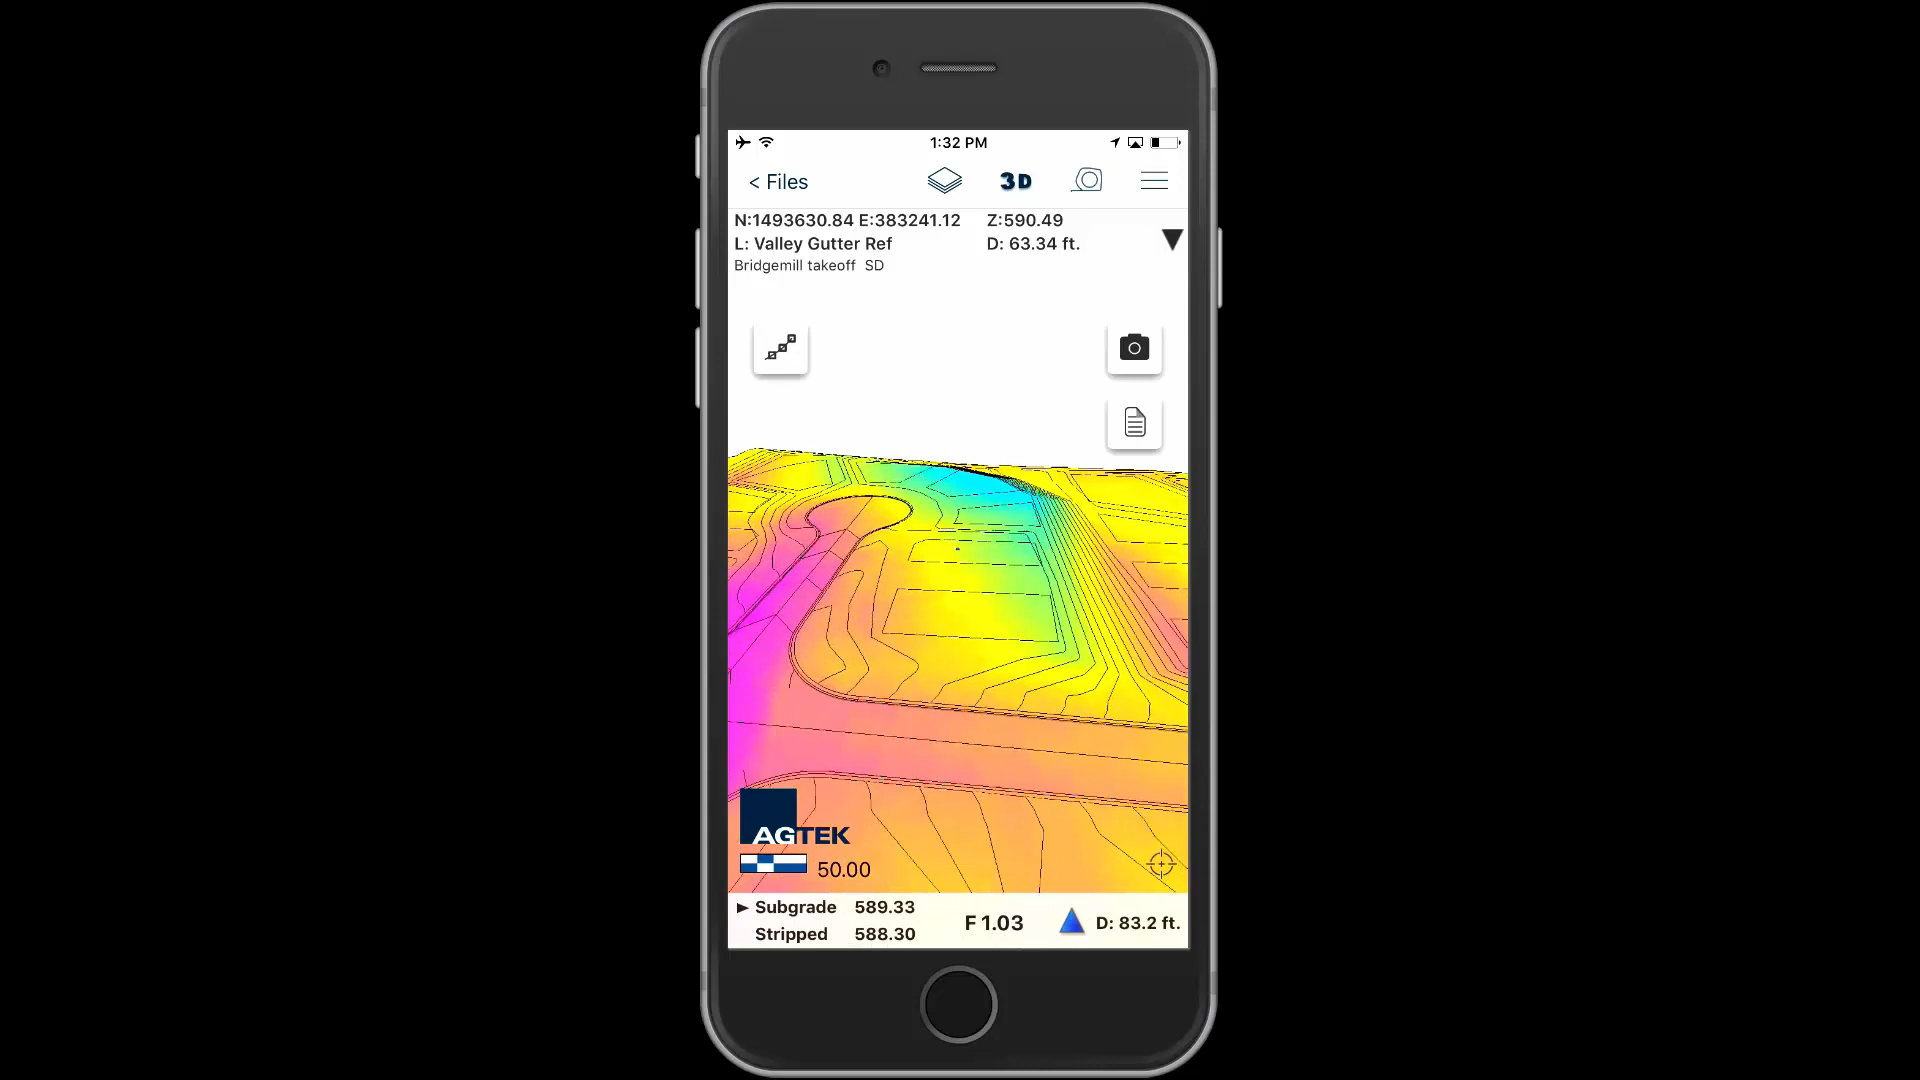 1:32 PM
< Files
3D
N:1493630.84 E:383241.12 Z:590.49
L: Valley Gutter Ref D: 63.34 ft.
Bridgemill takeoff SD
AGTEK
50.00
Subgrade 589.33
Stripped 588.30
F 1.03
D: 83.2 ft.